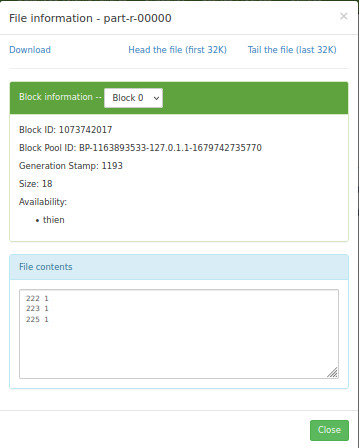 File information - part-r-00000
×
Download Head the file (first 32K) Tail the file (last 32K)
Block information -- Block 0
Block ID: 1073742017
Block Pool ID: BP-1163893533-127.0.1.1-1679742735770
Generation Stamp: 1193
Size: 18
Availability:
• thien
File contents
222 1
223 1
225 1
Close